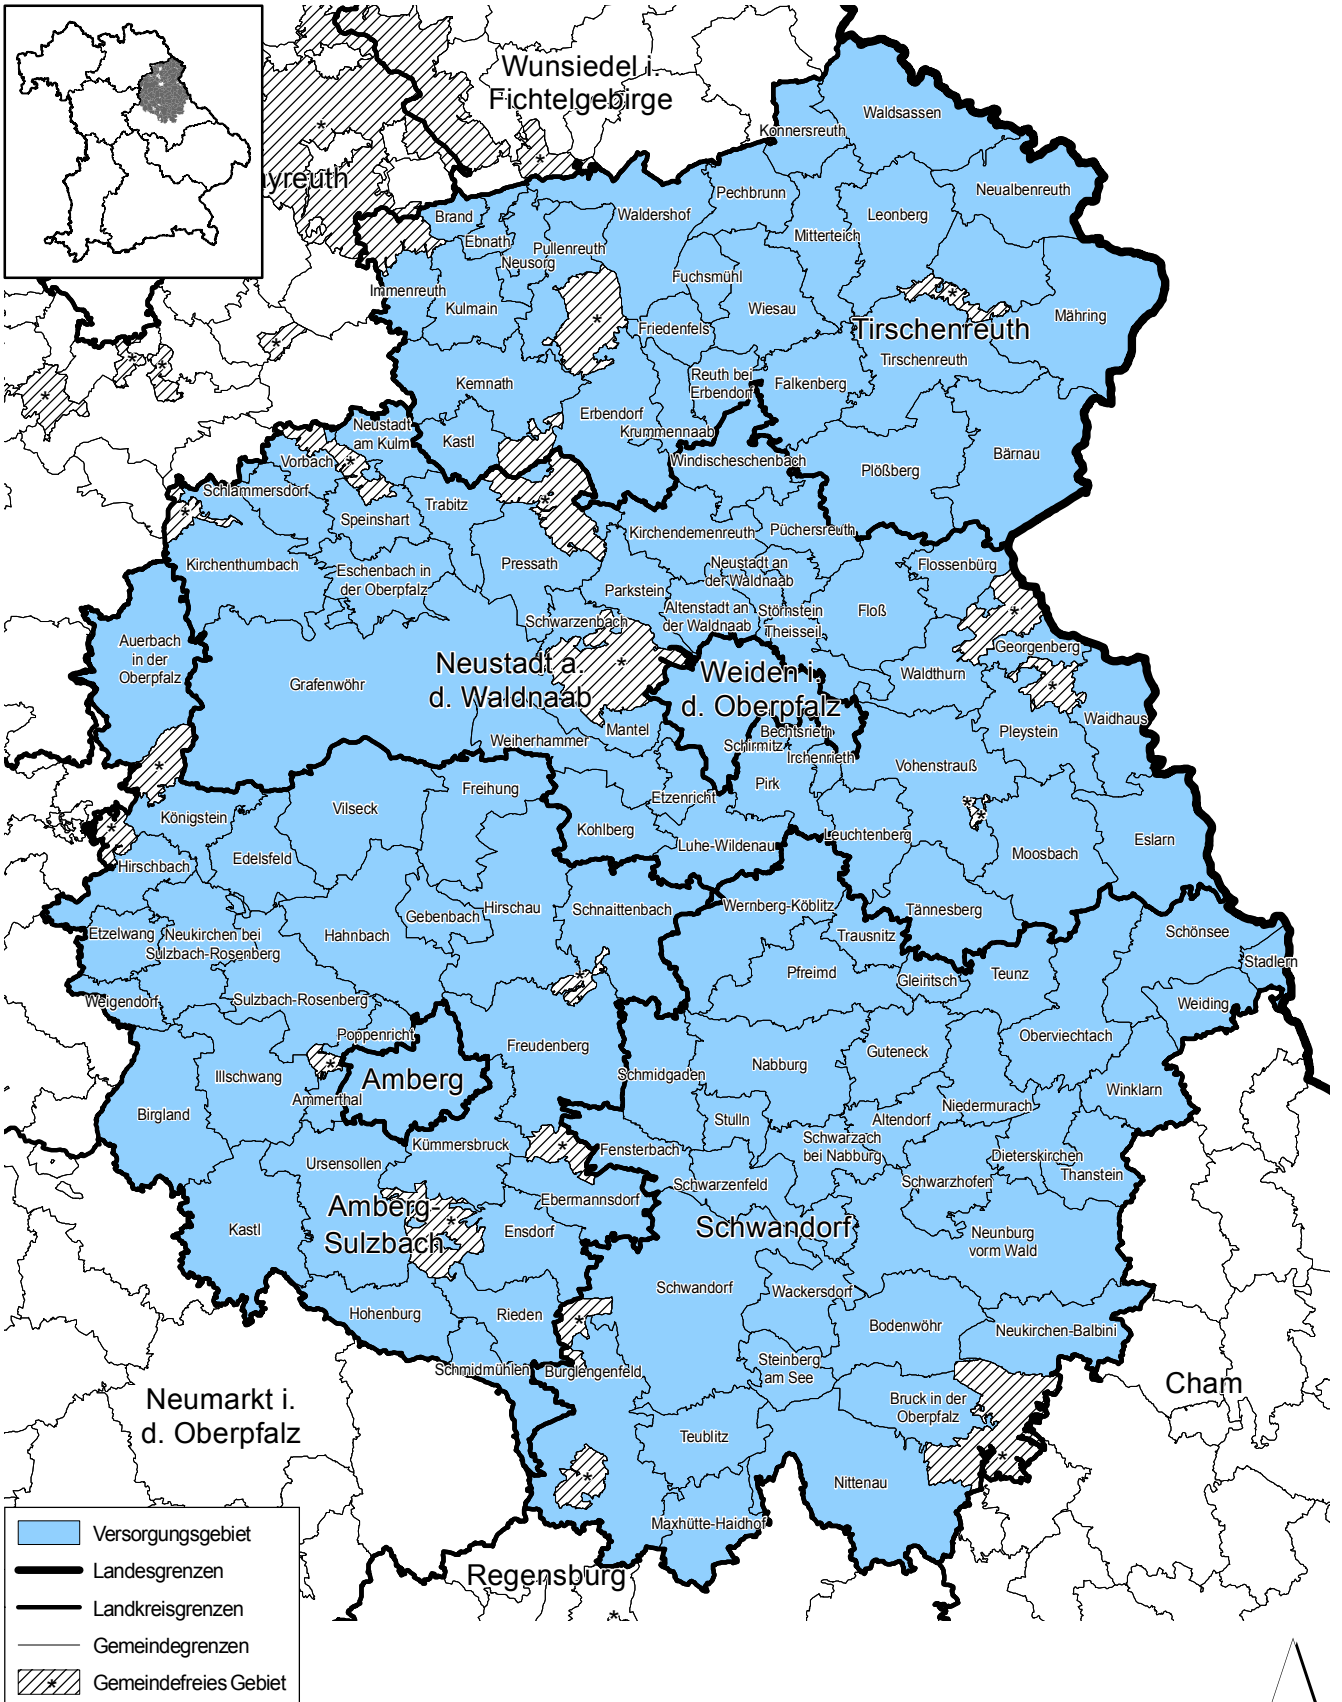 Wunsiedel i.
Fichtelgebirge
yreuth
Konnersreuth
Waldsassen
Pechbrunn
Neualbenreuth
Brand
Waldershof
Leonberg
Ebnath
Pullenreuth
Mitterteich
Neusorg
Fuchsmühl
Immenreuth
Kulmain
Wiesau
Mähring
Friedenfels
Tirschenreuth
Tirschenreuth
Kemnath
Reuth bei
Erbendorf
Falkenberg
Erbendorf
Krummennaab
Neustadt
am Kulm
Kastl
Bärnau
Vorbach
Windischeschenbach
Plößberg
Schlammersdorf
Trabitz
Speinshart
Kirchendemenreuth
Püchersreuth
Kirchenthumbach
Eschenbach in
der Oberpfalz
Pressath
Neustadt an
der Waldnaab
Flossenbürg
Parkstein
Altenstadt an
der Waldnaab
Störnstein
Theisseil
Floß
Schwarzenbach
Auerbach
in der
Oberpfalz
Georgenberg
Neustadt a.
d. Waldnaab
Weiden i.
d. Oberpfalz
Waldthurn
Grafenwöhr
Waidhaus
Mantel
Bechtsrieth
Pleystein
Weiherhammer
Schirmitz
Irchenrieth
Vohenstrauß
Pirk
Freihung
Etzenricht
Vilseck
Königstein
Kohlberg
Leuchtenberg
Eslarn
Luhe-Wildenau
Moosbach
Edelsfeld
Hirschbach
Gebenbach
Hirschau
Schnaittenbach
Wernberg-Köblitz
Tännesberg
Etzelwang
Neukirchen bei
Sulzbach-Rosenberg
Hahnbach
Trausnitz
Schönsee
Stadlern
Pfreimd
Gleiritsch
Teunz
Weigendorf
Sulzbach-Rosenberg
Weiding
Poppenricht
Oberviechtach
Freudenberg
Guteneck
Illschwang
Amberg
Schmidgaden
Nabburg
Winklarn
Ammerthal
Birgland
Stulln
Altendorf
Niedermurach
Kümmersbruck
Fensterbach
Schwarzach
bei Nabburg
Dieterskirchen
Ursensollen
Schwarzenfeld
Schwarzhofen
Thanstein
Ebermannsdorf
Amberg-
Sulzbach
Schwandorf
Kastl
Ensdorf
Neunburg
vorm Wald
Schwandorf
Wackersdorf
Hohenburg
Rieden
Bodenwöhr
Neukirchen-Balbini
Schmidmühlen
Burglengenfeld
Steinberg
am See
Cham
Neumarkt i.
d. Oberpfalz
Bruck in der
Oberpfalz
Teublitz
Nittenau
Maxhütte-Haidhof
Regensburg
Versorgungsgebiet
Landesgrenzen
Landkreisgrenzen
Gemeindegrenzen
Gemeindefreies Gebiet